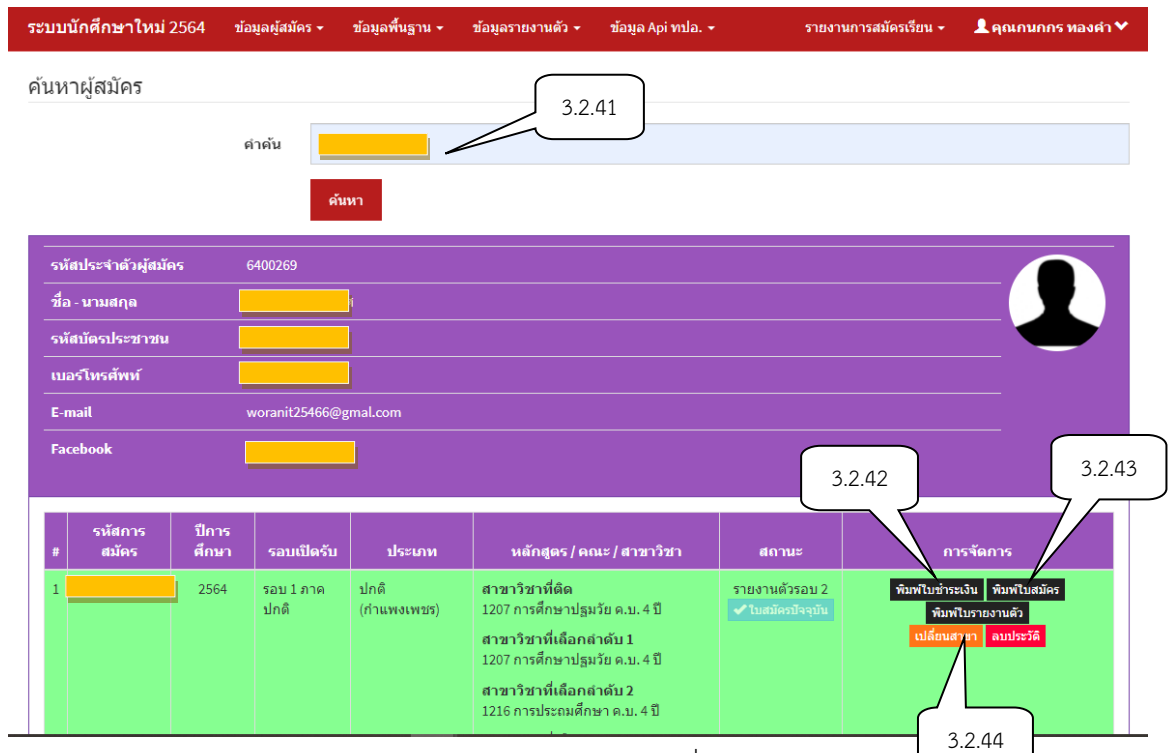 ระบบนักศึกษาใหม่ 2564 ข้อมูลผู้สมัคร ข้อมูลพื้นฐาน ข้อมูลรายงานตัว ข้อมูล Api ทปอ. รายงานการสมัครเรียน คุณกนกกร ทองคำ
ค้นหาผู้สมัคร
3.2.41
คำค้น
ค้นหา
รหัสประจำตัวผู้สมัคร 6400269
ชื่อ - นามสกุล
รหัสบัตรประชาชน
เบอร์โทรศัพท์
E-mail woranit25466@gmal.com
Facebook
3.2.42
3.2.43
# รหัสการสมัคร ปีการศึกษา รอบเปิดรับ ประเภท หลักสูตร / คณะ / สาขาวิชา สถานะ การจัดการ
1 2564 รอบ 1 ภาค ปกติ สาขาวิชาที่ติด รายงานตัวรอบ 2 พิมพ์ใบชำระเงิน พิมพ์ใบสมัคร
ปกติ (กำแพงเพชร) 1207 การศึกษาปฐมวัย ค.บ. 4 ปี ใบสมัครปัจจุบัน พิมพ์ใบรายงานตัว
สาขาวิชาที่เลือกลำดับ 1 เปลี่ยนสาขา ลบประวัติ
1207 การศึกษาปฐมวัย ค.บ. 4 ปี
สาขาวิชาที่เลือกลำดับ 2
1216 การประถมศึกษา ค.บ. 4 ปี
3.2.44